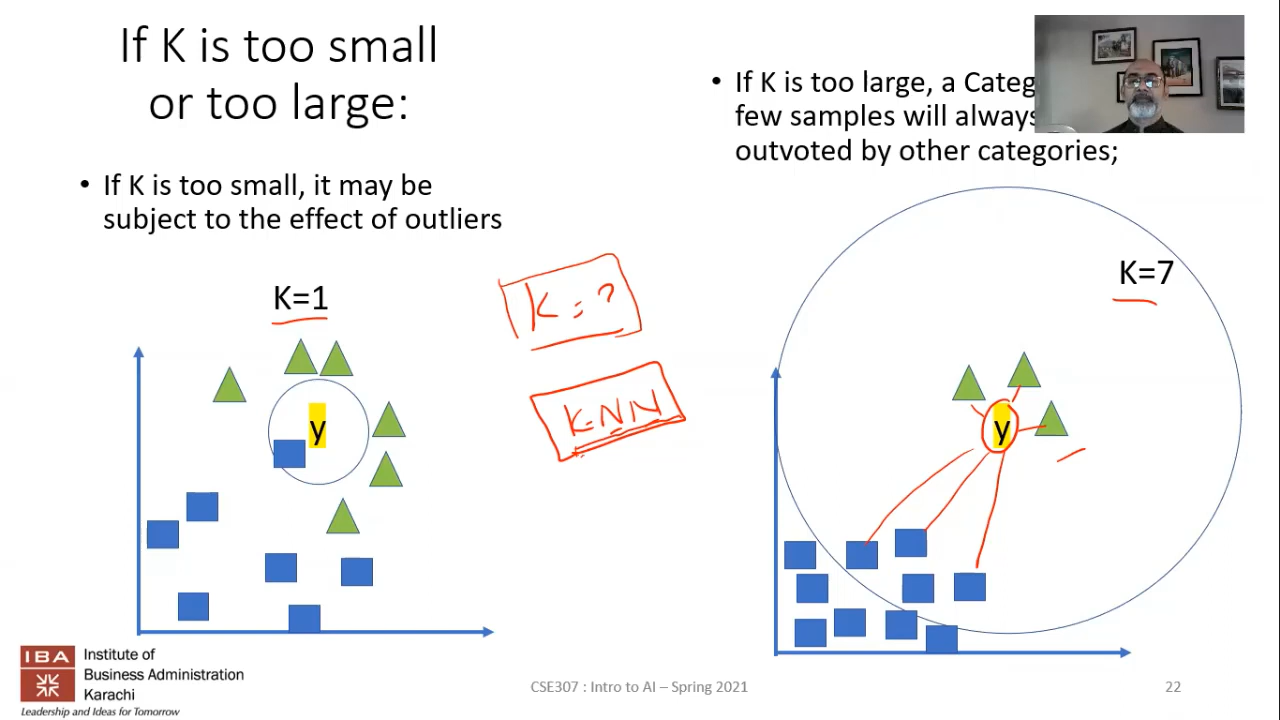 If K is too small
or too large:
• If K is too small, it may be
subject to the effect of outliers
K=1
y
K=?
KNN
• If K is too large, a Categ
few samples will always
outvoted by other categories;
K=7
y
IBA
Institute of
Business Administration
Karachi
Leadership and Ideas for Tomorrow
CSE307 : Intro to AI – Spring 2021
22